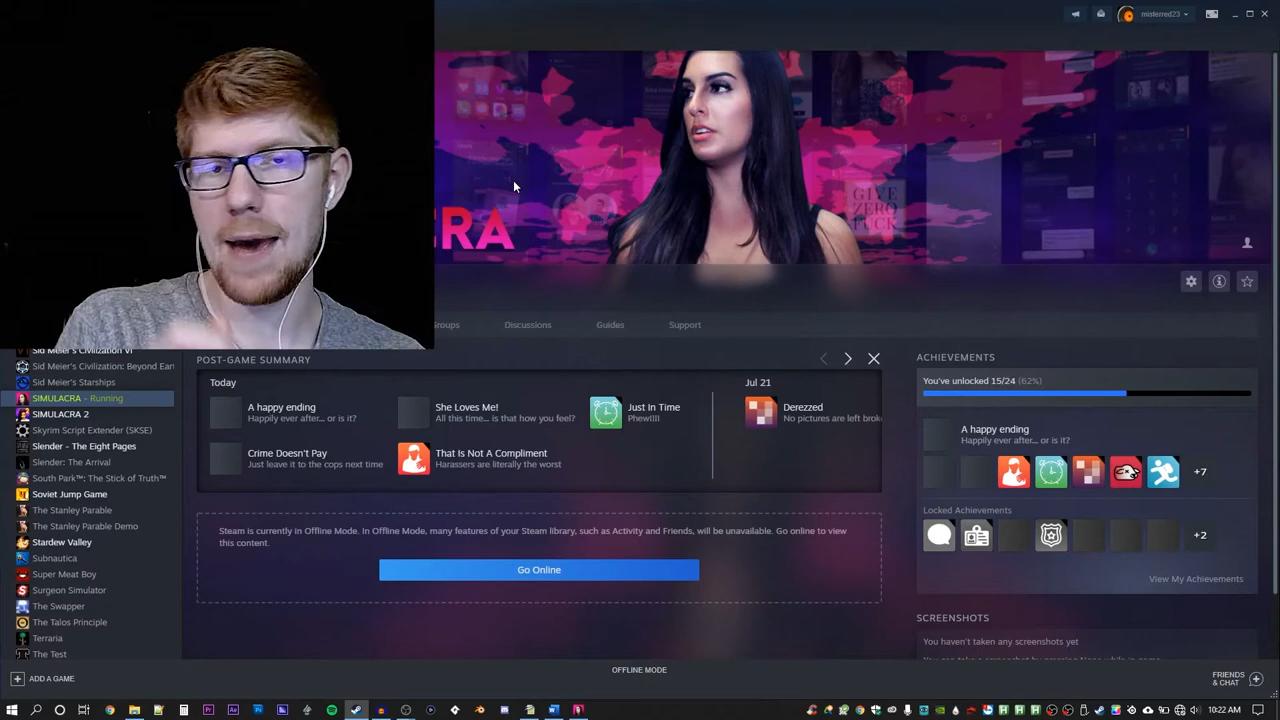 misterred23
GIVE
ZERO
FUCK
RA
Groups
Discussions
Guides
Support
Sid Meier's Civilization VI
Sid Meier's Civilization: Beyond Eart
Sid Meier's Starships
SIMULACRA - Running
SIMULACRA 2
Skyrim Script Extender (SKSE)
Slender - The Eight Pages
Slender: The Arrival
South Park™: The Stick of Truth™
Soviet Jump Game
The Stanley Parable
The Stanley Parable Demo
Stardew Valley
Subnautica
Super Meat Boy
Surgeon Simulator
The Swapper
The Talos Principle
Terraria
The Test
ADD A GAME
POST-GAME SUMMARY
Today
A happy ending
Happily ever after... or is it?
She Loves Me!
All this time... is that how you feel?
Just In Time
Phew!!!!
Crime Doesn't Pay
Just leave it to the cops next time
That Is Not A Compliment
Harassers are literally the worst
Jul 21
Derezzed
No pictures are left broke
Steam is currently in Offline Mode. In Offline Mode, many features of your Steam library, such as Activity and Friends, will be unavailable. Go online to view
this content.
Go Online
ACHIEVEMENTS
You've unlocked 15/24 (62%)
A happy ending
Happily ever after... or is it?
+7
Locked Achievements
+2
View My Achievements
SCREENSHOTS
You haven't taken any screenshots yet
OFFLINE MODE
FRIENDS
& CHAT
10:22 AM